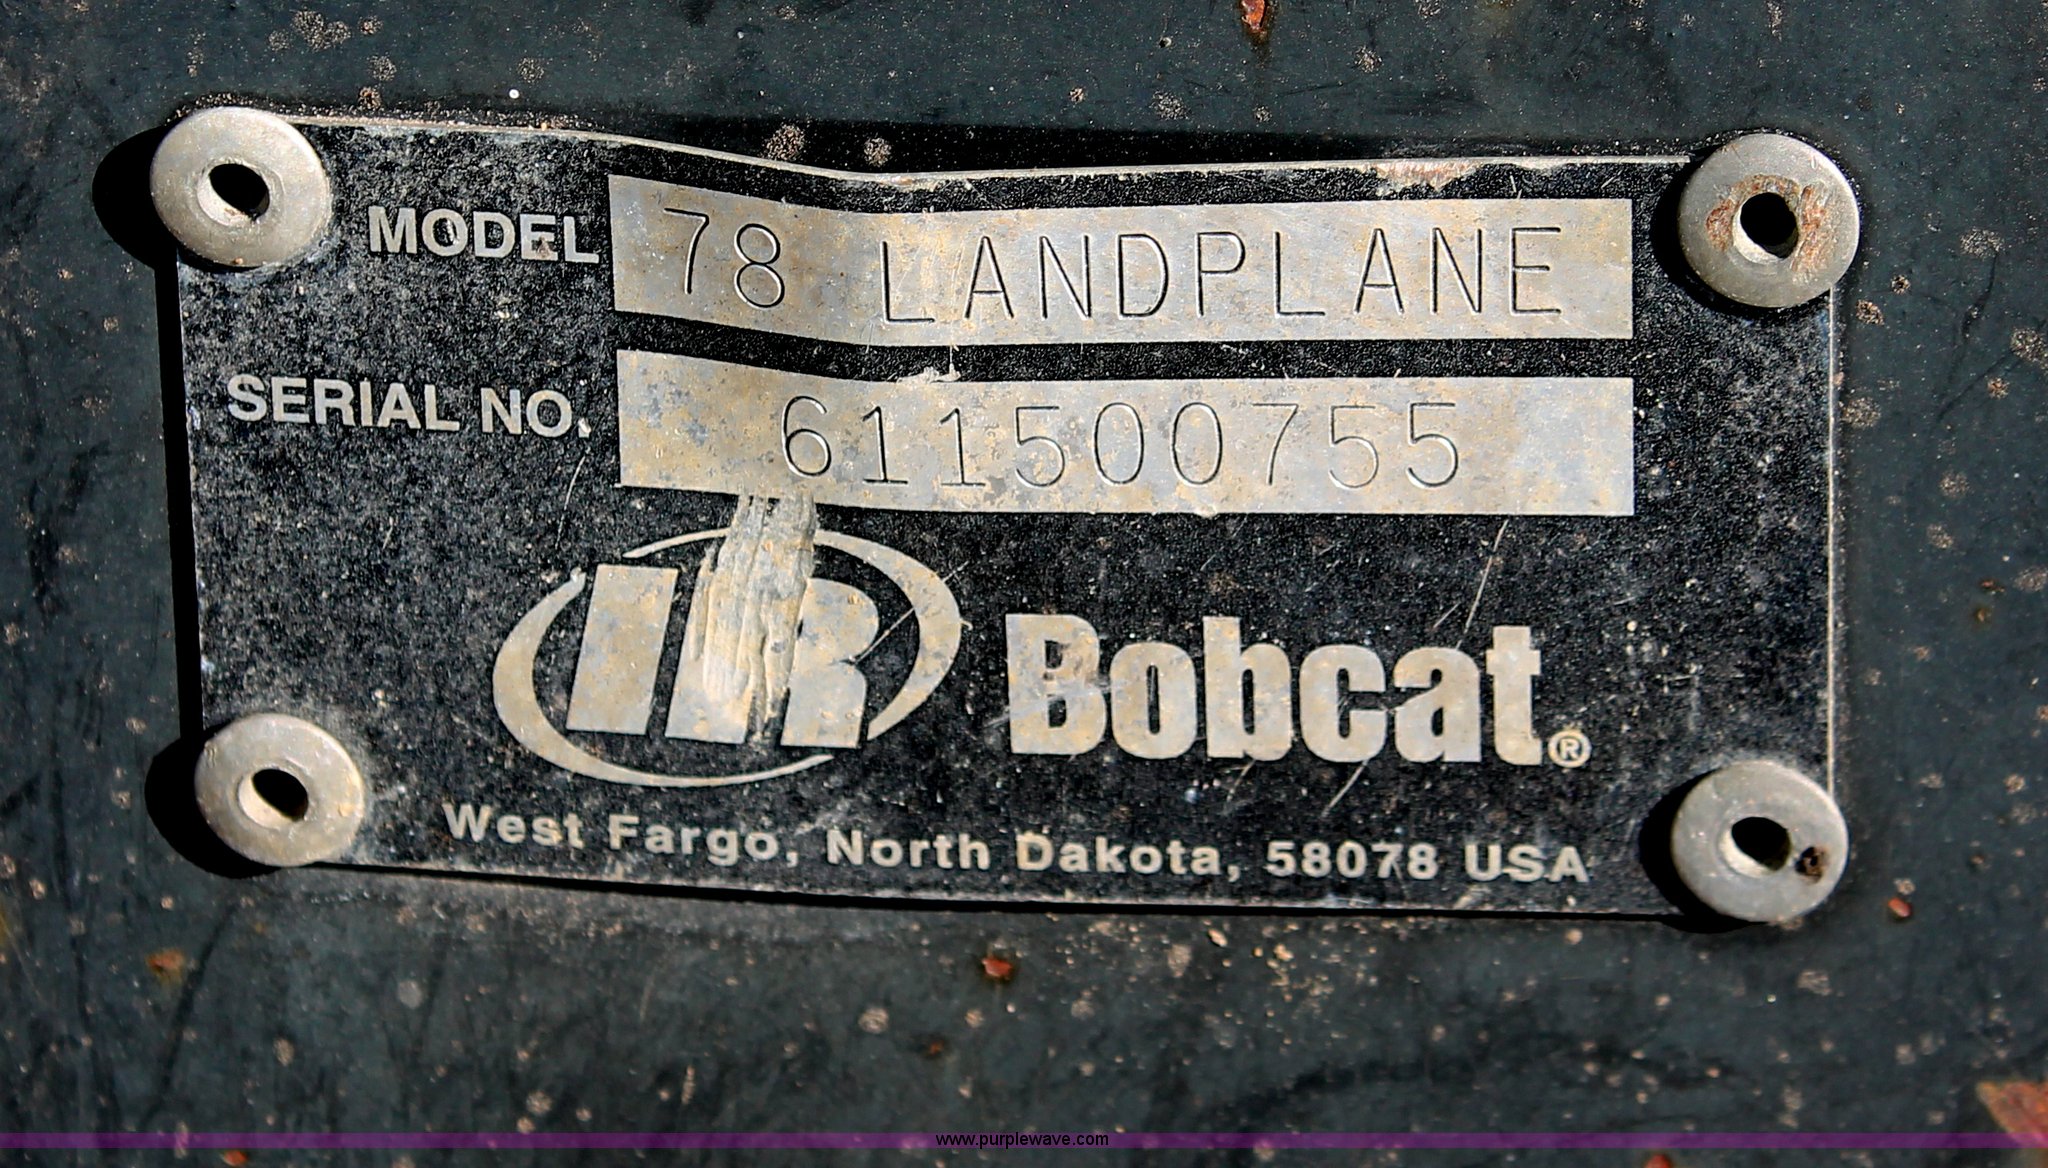 MODEL 78 LANDPLANE
SERIAL NO. 611500755
IR Bobcat®
West Fargo, North Dakota, 58078 USA
www.purplewave.com